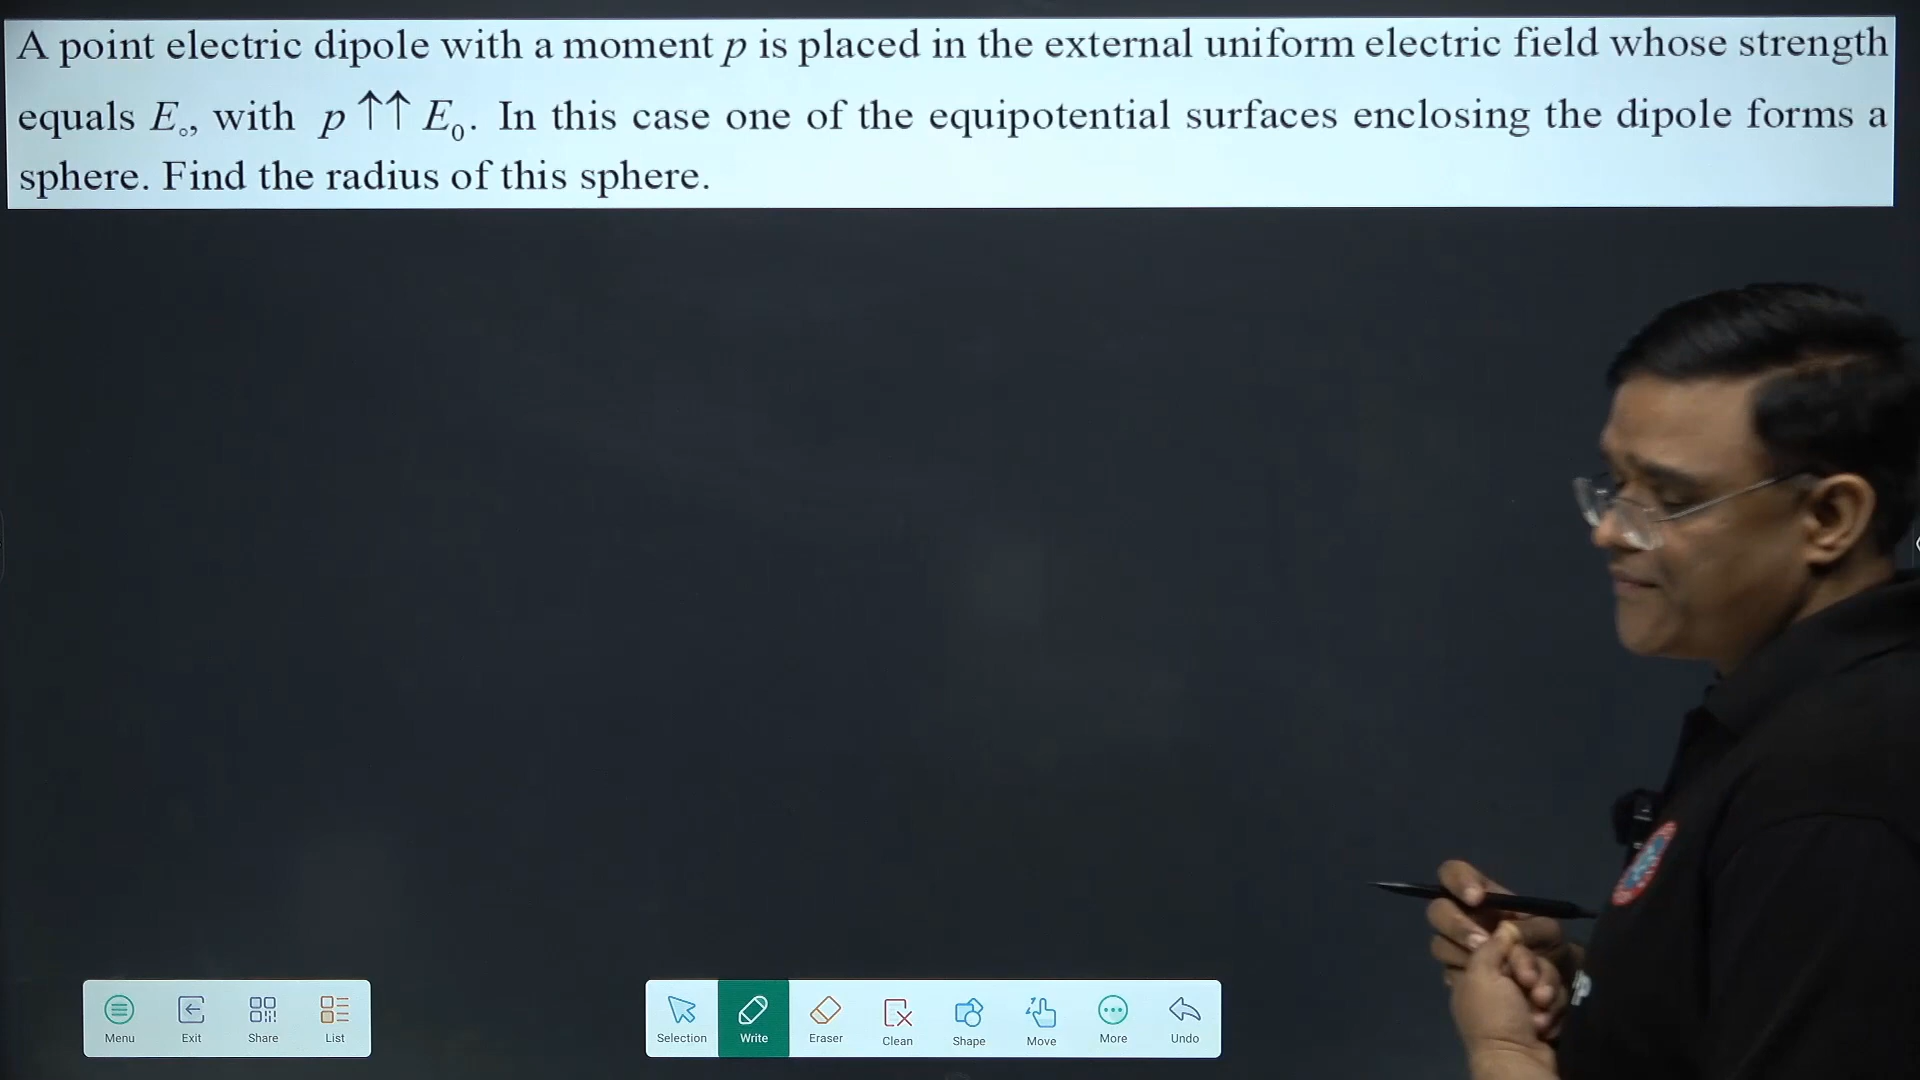 A point electric dipole with a moment p is placed in the external uniform electric field whose strength
equals E₀, with p ↑↑ E₀. In this case one of the equipotential surfaces enclosing the dipole forms a
sphere. Find the radius of this sphere.
Menu Exit Share List Selection Write Eraser Clean Shape Move More Undo